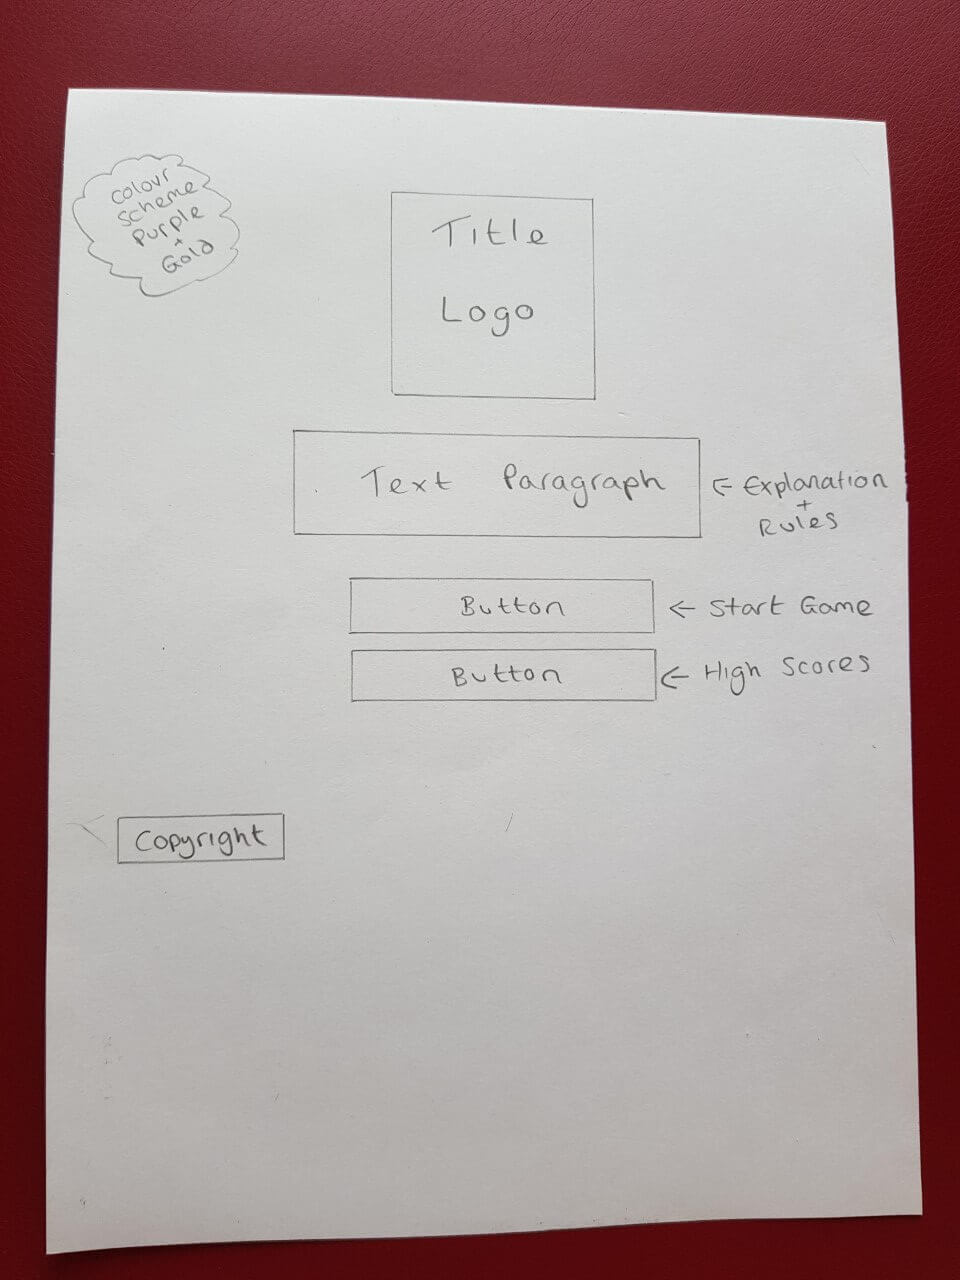 Colour
Scheme
Purple
+
Gold
Title
Logo
Text Paragraph
← Explanation
+
Rules
Button
← Start Game
Button
← High Scores
Copyright